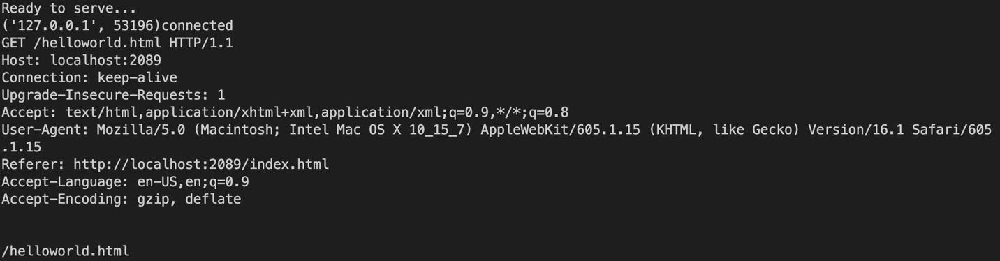 Ready to serve...
('127.0.0.1', 53196)connected
GET /helloworld.html HTTP/1.1
Host: localhost:2089
Connection: keep-alive
Upgrade-Insecure-Requests: 1
Accept: text/html,application/xhtml+xml,application/xml;q=0.9,*/*;q=0.8
User-Agent: Mozilla/5.0 (Macintosh; Intel Mac OS X 10_15_7) AppleWebKit/605.1.15 (KHTML, like Gecko) Version/16.1 Safari/605
.1.15
Referer: http://localhost:2089/index.html
Accept-Language: en-US,en;q=0.9
Accept-Encoding: gzip, deflate
/helloworld.html